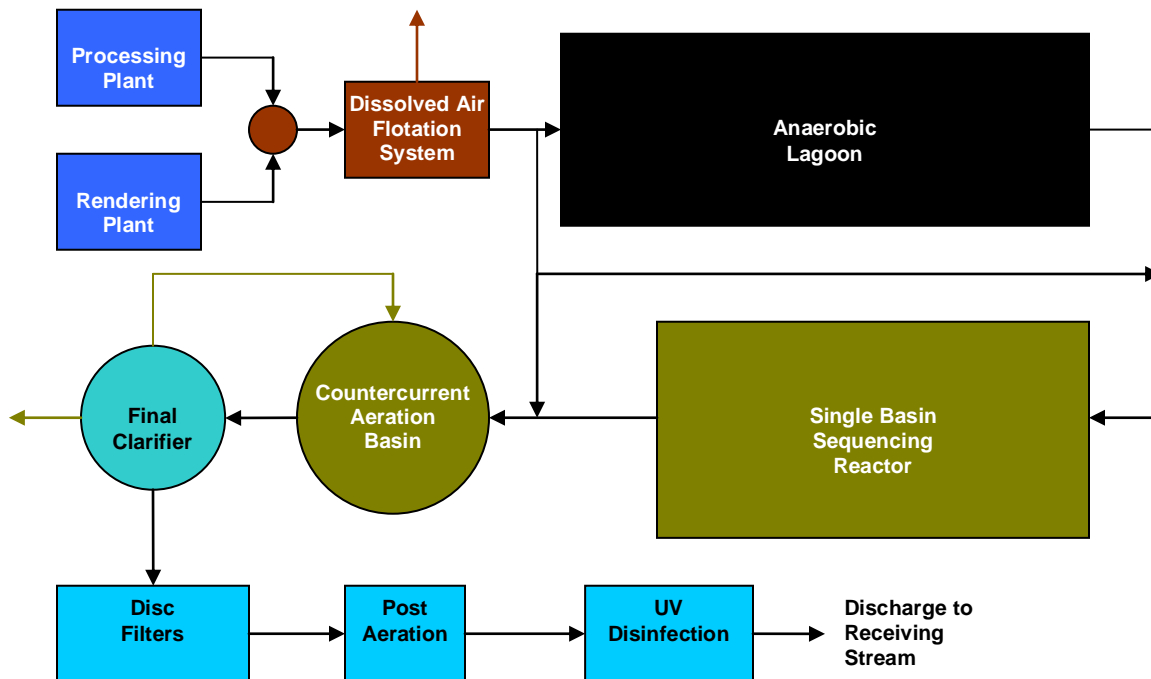 Processing
Plant
Dissolved Air
Flotation
System
Anaerobic
Lagoon
Rendering
Plant
Countercurrent
Aeration
Basin
Final
Clarifier
Single Basin
Sequencing
Reactor
Disc
Filters
Post
Aeration
UV
Disinfection
Discharge to
Receiving
Stream